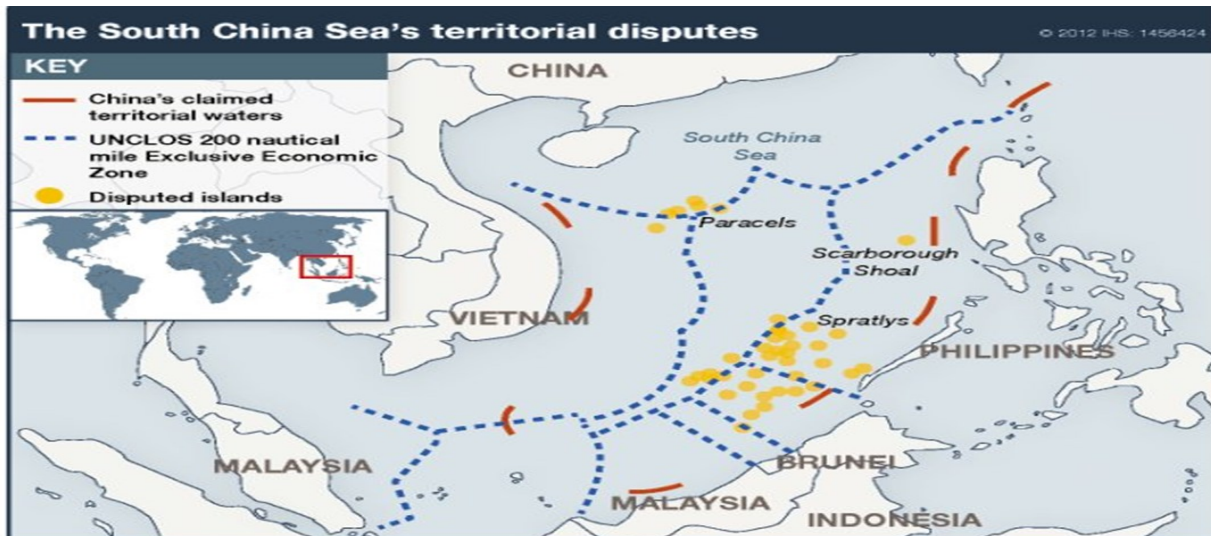 The South China Sea's territorial disputes
© 2012 IHS: 1456424
KEY
China's claimed
territorial waters
UNCLOS 200 nautical
mile Exclusive Economic
Zone
Disputed islands
CHINA
South China
Sea
Paracels
Scarborough
Shoal
VIETNAM
Spratlys
PHILIPPINES
MALAYSIA
BRUNEI
MALAYSIA
INDONESIA